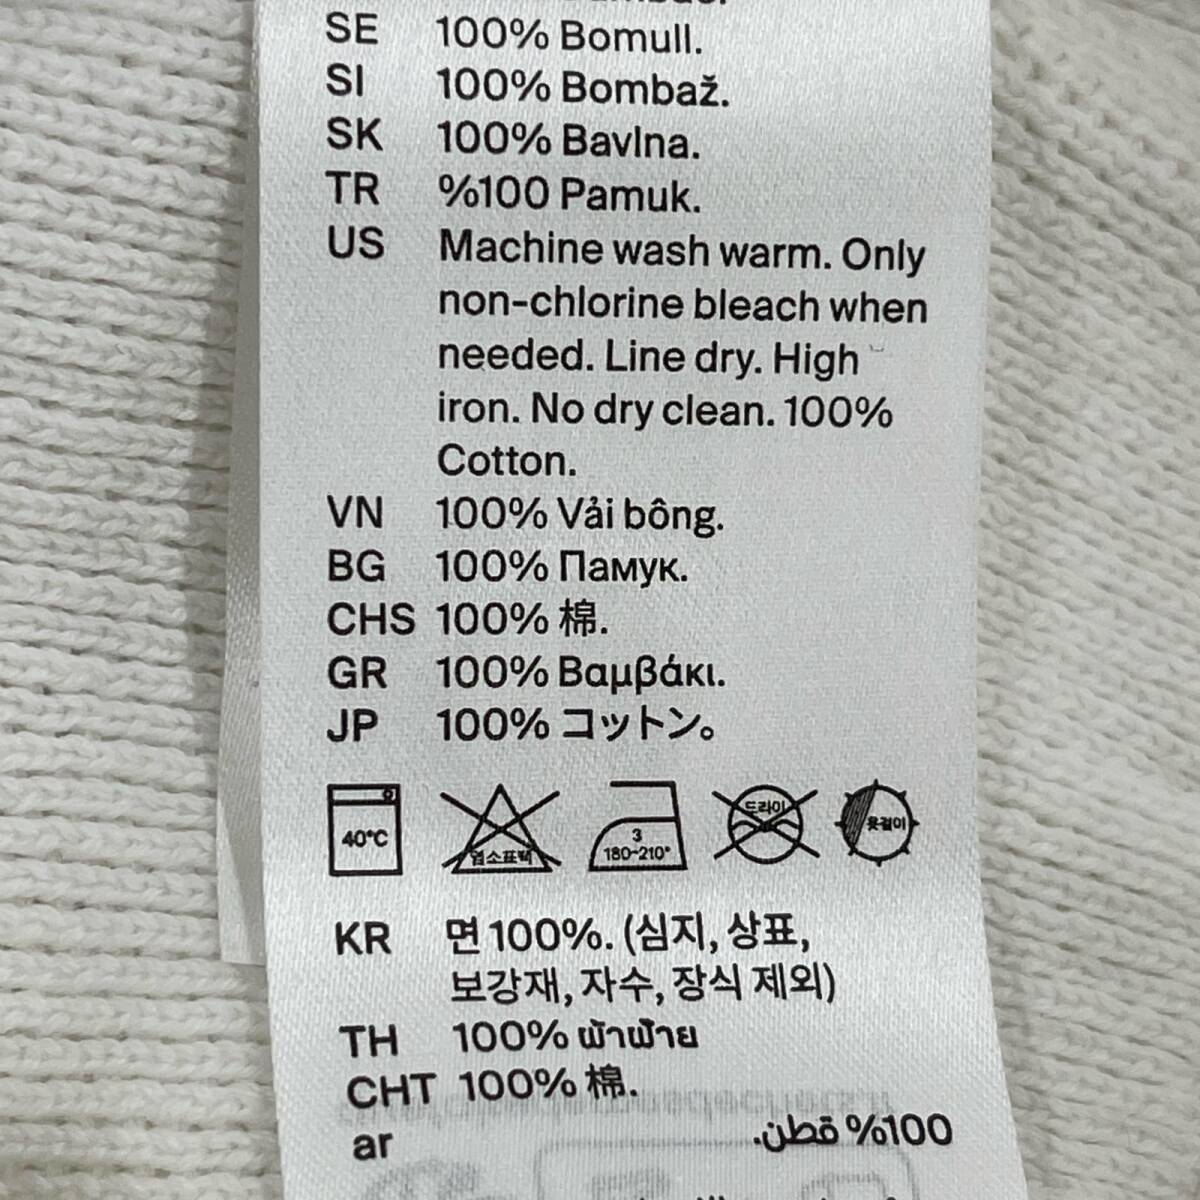 SE 100% Bomull.
SI 100% Bombaž.
SK 100% Bavlna.
TR %100 Pamuk.
US Machine wash warm. Only
non-chlorine bleach when
needed. Line dry. High
iron. No dry clean. 100%
Cotton.
VN 100% Vải bông.
BG 100% Памук.
CHS 100% 棉.
GR 100% Βαμβάκι.
JP 100% コットン。
40°C 염소표백 3 드라이 옷걸이
180~210°
KR 면 100%. (심지, 상표,
보강재, 자수, 장식 제외)
TH 100% ผ้าฝ้าย
CHT 100% 棉.
ar 100% قطن.